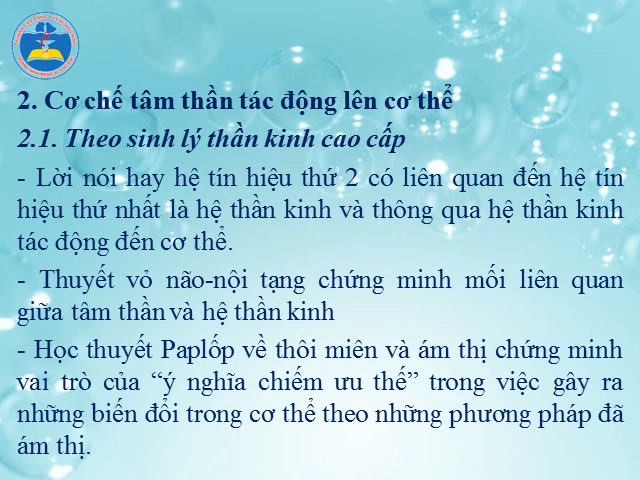 2. Cơ chế tâm thần tác động lên cơ thể
2.1. Theo sinh lý thần kinh cao cấp
- Lời nói hay hệ tín hiệu thứ 2 có liên quan đến hệ tín
hiệu thứ nhất là hệ thần kinh và thông qua hệ thần kinh
tác động đến cơ thể.
- Thuyết vỏ não-nội tạng chứng minh mối liên quan
giữa tâm thần và hệ thần kinh
- Học thuyết Paplốp về thôi miên và ám thị chứng minh
vai trò của “ý nghĩa chiếm ưu thế” trong việc gây ra
những biến đổi trong cơ thể theo những phương pháp đã
ám thị.